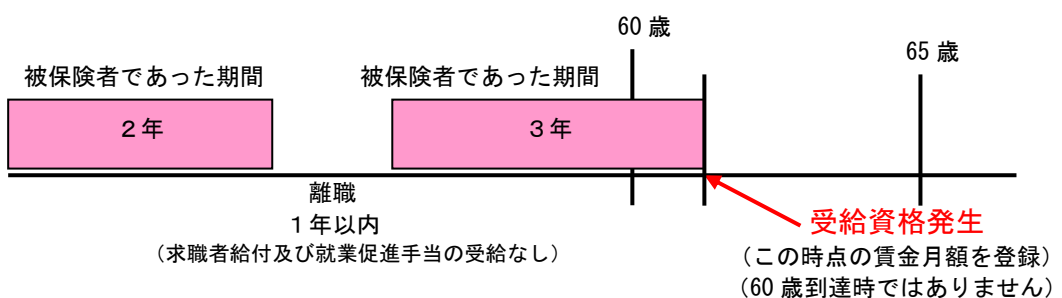 60 歳
65 歳
被保険者であった期間
被保険者であった期間
２年
３年
離職
１年以内
（求職者給付及び就業促進手当の受給なし）
受給資格発生
（この時点の賃金月額を登録）
（60 歳到達時ではありません）